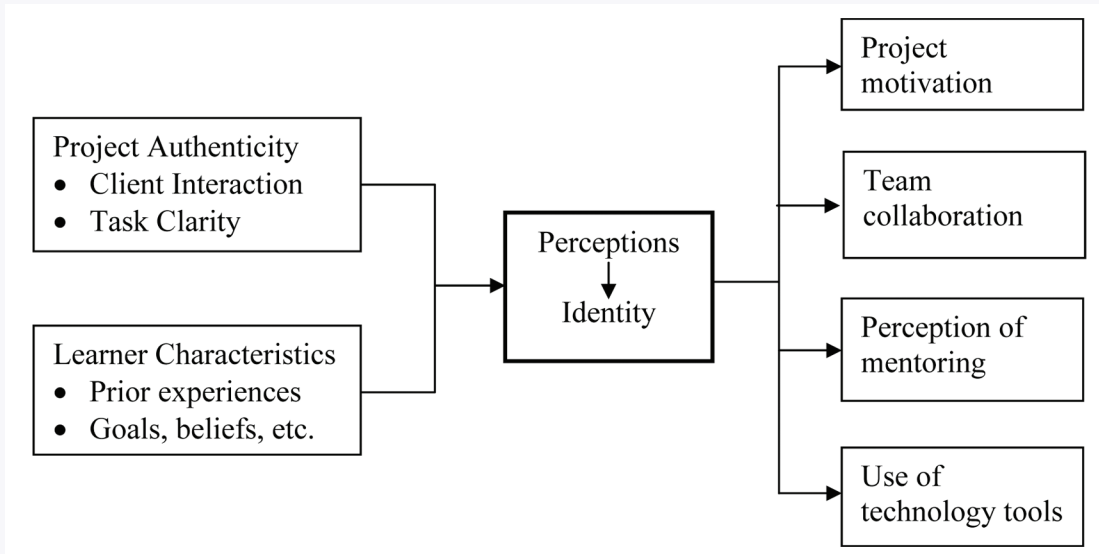 Project Authenticity
• Client Interaction
• Task Clarity
Learner Characteristics
• Prior experiences
• Goals, beliefs, etc.
Perceptions
Identity
Project
motivation
Team
collaboration
Perception of
mentoring
Use of
technology tools